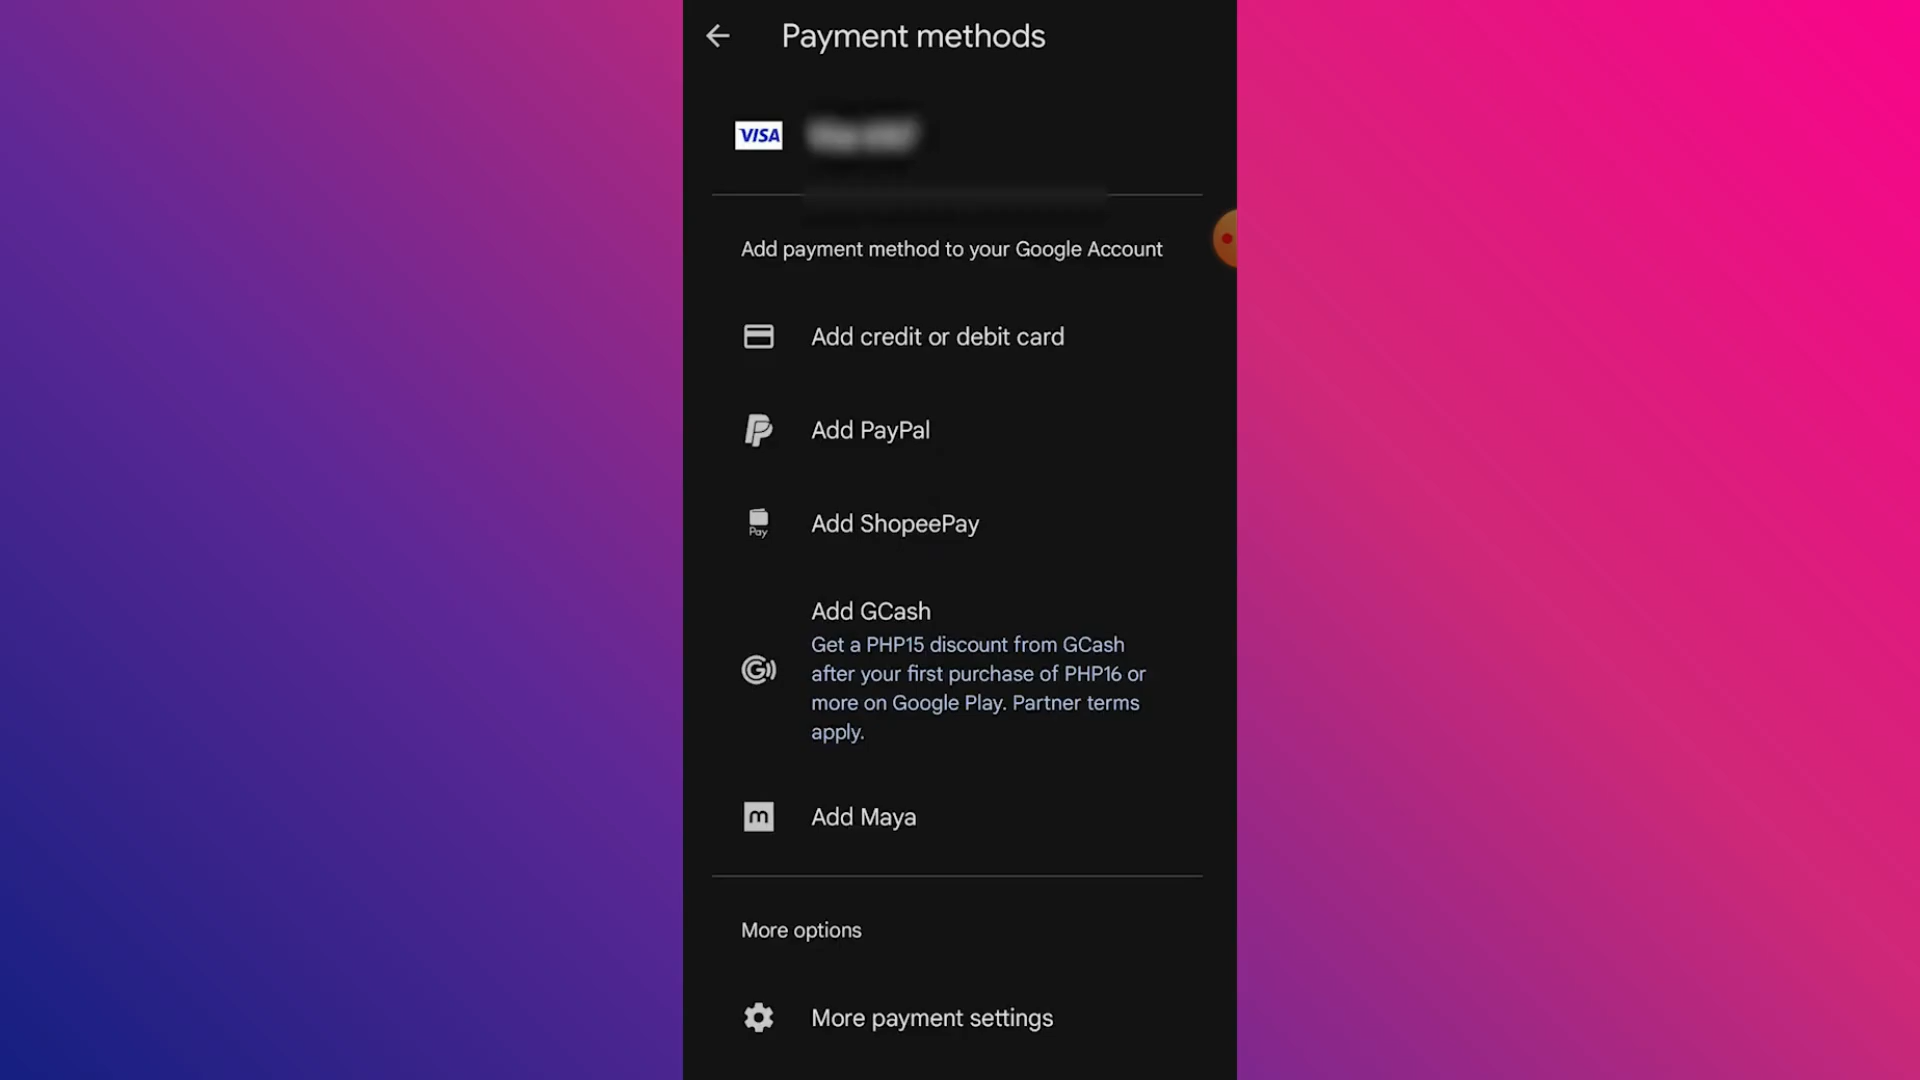 Payment methods
VISA
Add payment method to your Google Account
Add credit or debit card
Add PayPal
Pay
Add ShopeePay
Add GCash
Get a PHP15 discount from GCash
after your first purchase of PHP16 or
more on Google Play. Partner terms
apply.
m
Add Maya
More options
More payment settings